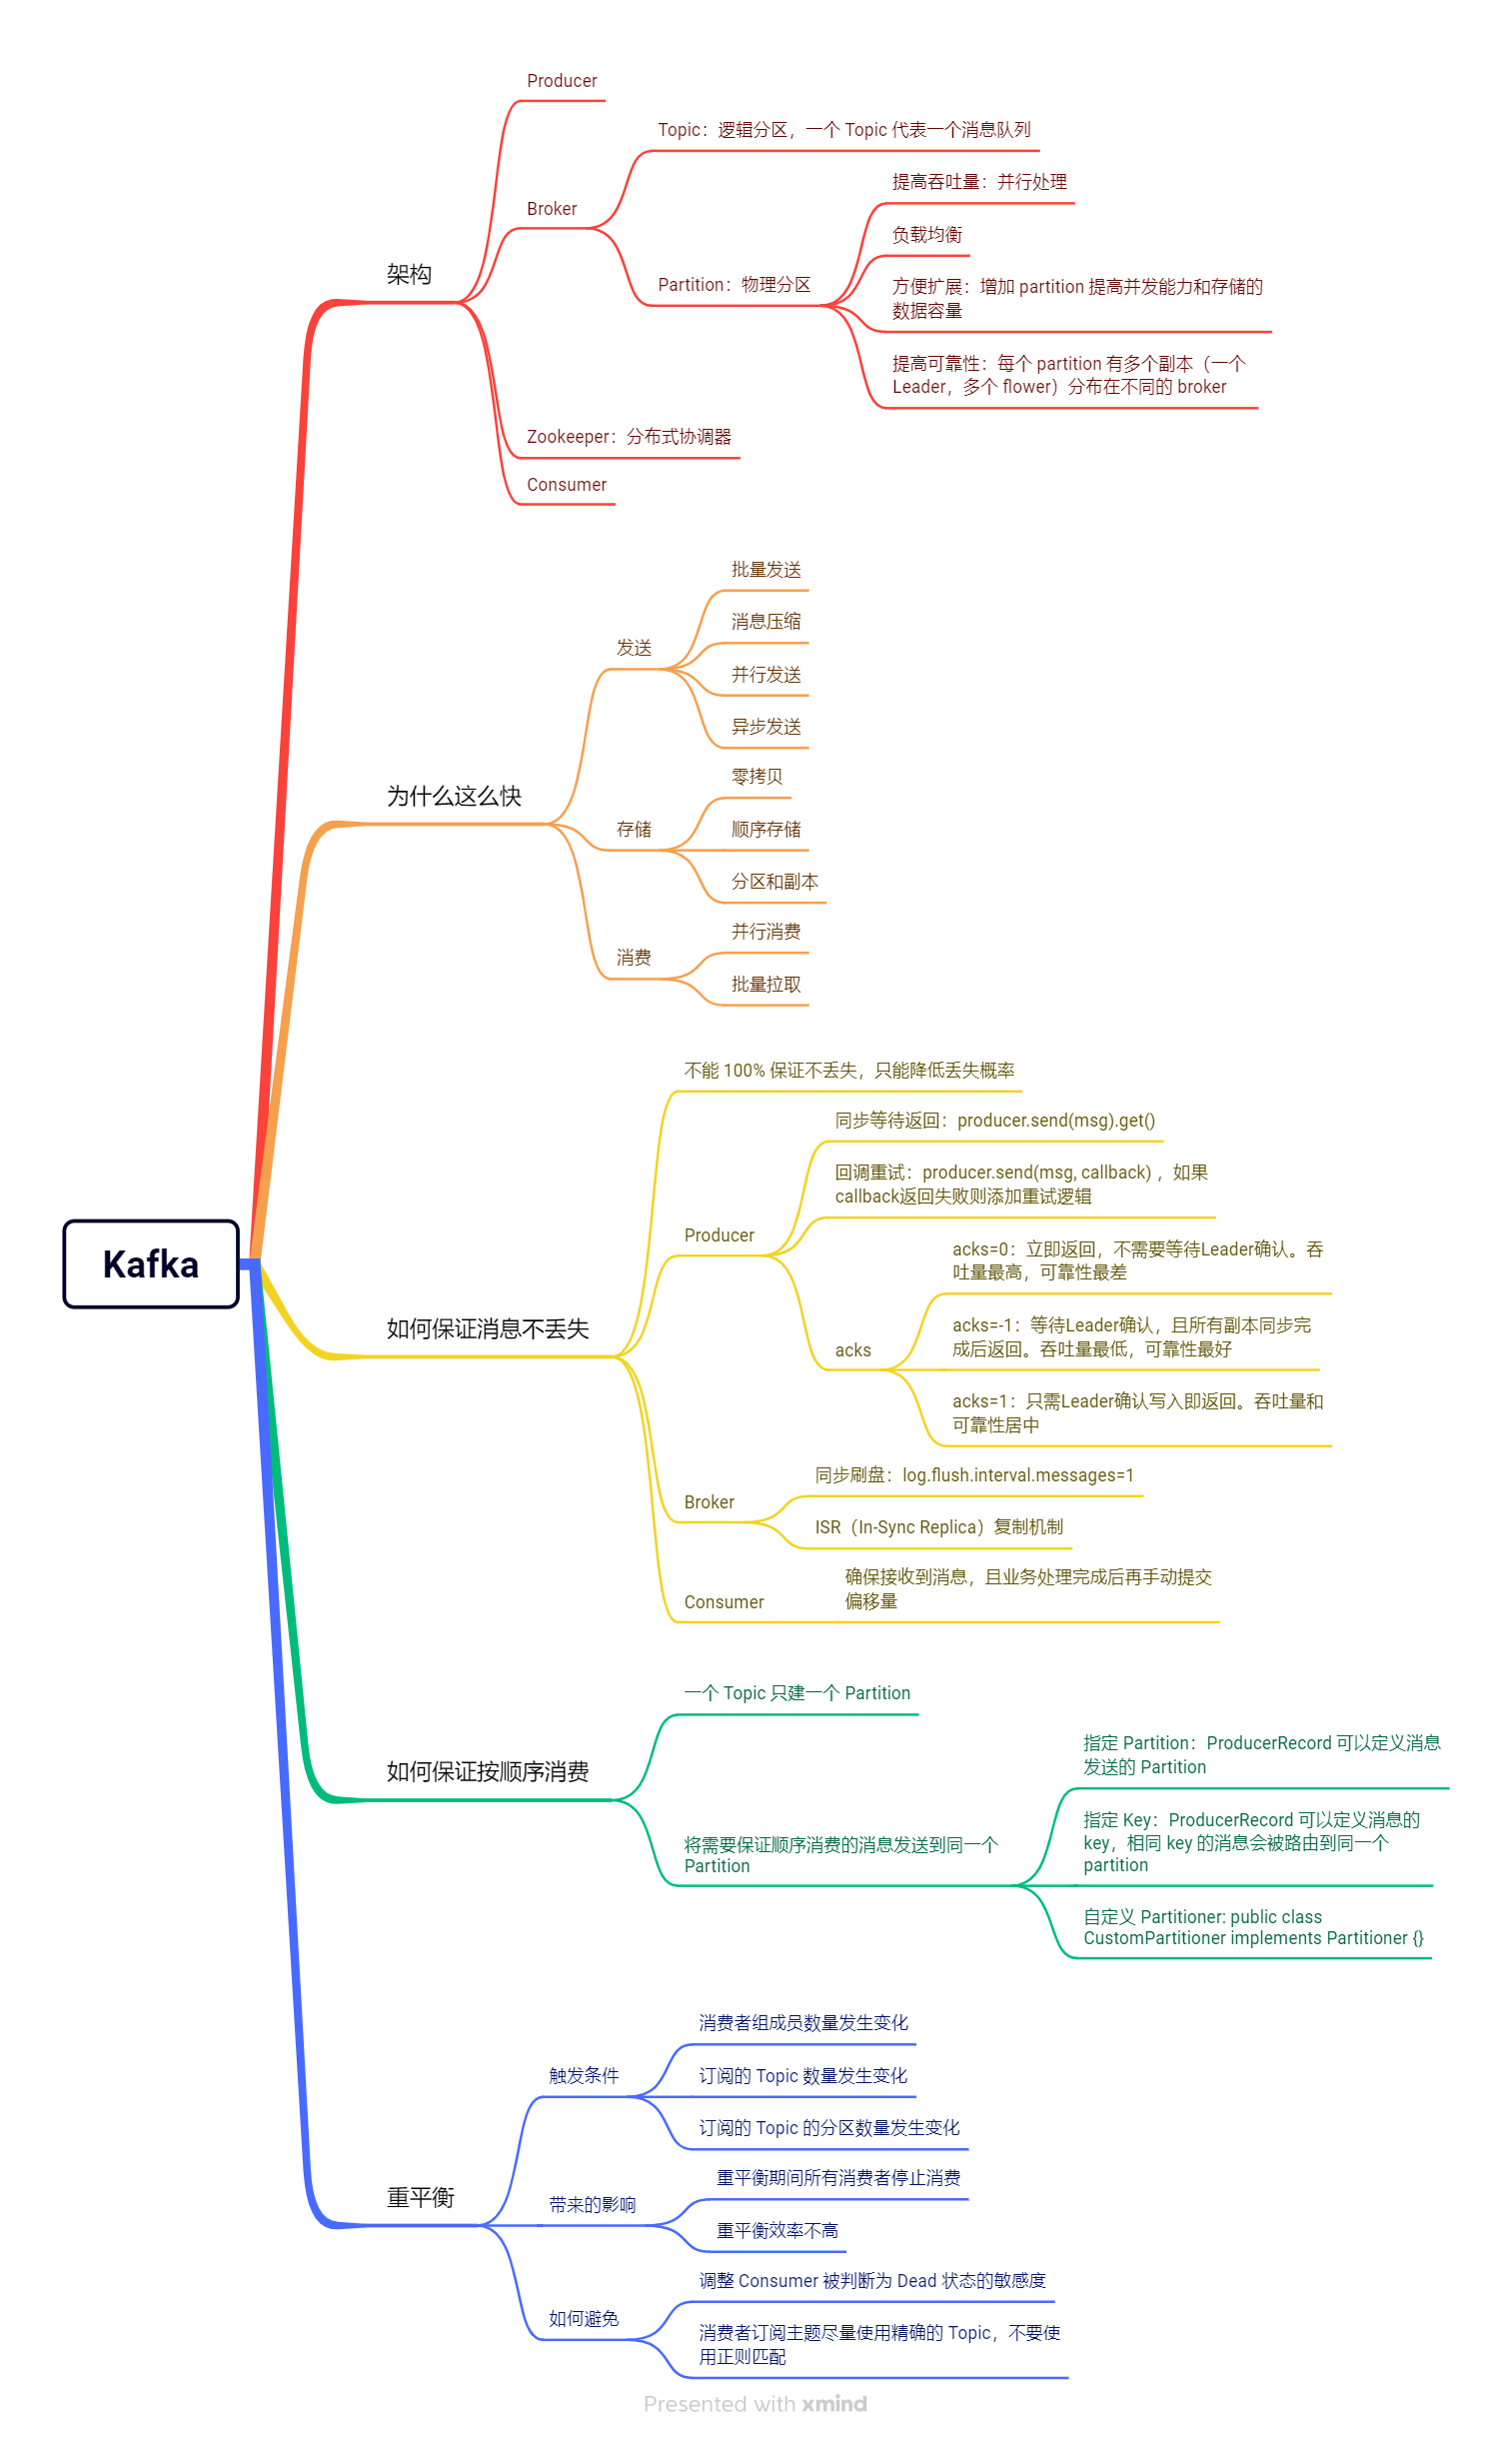 Kafka
架构
Producer
Broker
Topic：逻辑分区，一个 Topic 代表一个消息队列
Partition：物理分区
提高吞吐量：并行处理
负载均衡
方便扩展：增加 partition 提高并发能力和存储的
数据容量
提高可靠性：每个 partition 有多个副本（一个
Leader，多个 flower）分布在不同的 broker
Zookeeper：分布式协调器
Consumer
为什么这么快
发送
批量发送
消息压缩
并行发送
异步发送
存储
零拷贝
顺序存储
分区和副本
消费
并行消费
批量拉取
如何保证消息不丢失
不能 100% 保证不丢失，只能降低丢失概率
Producer
同步等待返回：producer.send(msg).get()
回调重试：producer.send(msg, callback) ，如果
callback返回失败则添加重试逻辑
acks
acks=0：立即返回，不需要等待Leader确认。吞
吐量最高，可靠性最差
acks=-1：等待Leader确认，且所有副本同步完
成后返回。吞吐量最低，可靠性最好
acks=1：只需Leader确认写入即返回。吞吐量和
可靠性居中
Broker
同步刷盘：log.flush.interval.messages=1
ISR（In-Sync Replica）复制机制
Consumer
确保接收到消息，且业务处理完成后再手动提交
偏移量
如何保证按顺序消费
一个 Topic 只建一个 Partition
将需要保证顺序消费的消息发送到同一个
Partition
指定 Partition：ProducerRecord 可以定义消息
发送的 Partition
指定 Key：ProducerRecord 可以定义消息的
key，相同 key 的消息会被路由到同一个
partition
自定义 Partitioner: public class
CustomPartitioner implements Partitioner {}
重平衡
触发条件
消费者组成员数量发生变化
订阅的 Topic 数量发生变化
订阅的 Topic 的分区数量发生变化
带来的影响
重平衡期间所有消费者停止消费
重平衡效率不高
如何避免
调整 Consumer 被判断为 Dead 状态的敏感度
消费者订阅主题尽量使用精确的 Topic，不要使
用正则匹配
Presented with xmind